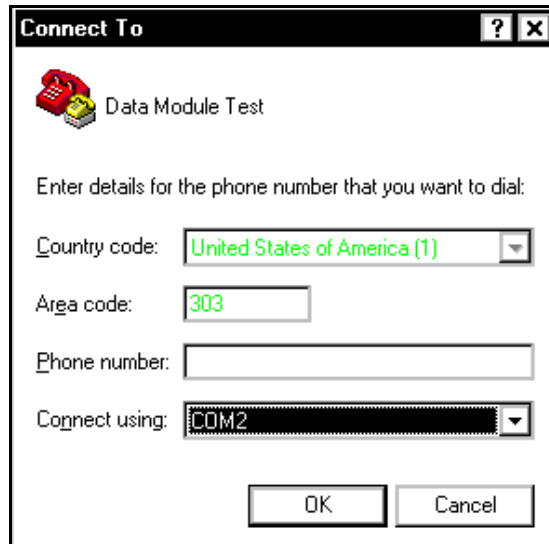 Connect To
Data Module Test
Enter details for the phone number that you want to dial:
Country code: United States of America (1)
Area code: 303
Phone number:
Connect using: COM2
OK Cancel